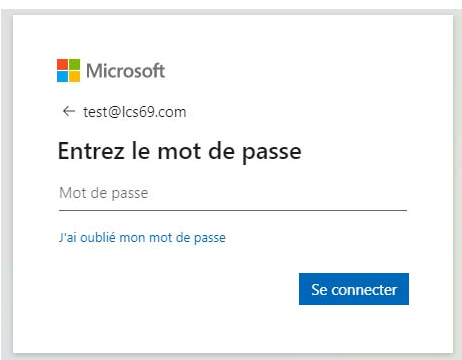 Microsoft
← test@lcs69.com
Entrez le mot de passe
Mot de passe
J'ai oublié mon mot de passe
Se connecter